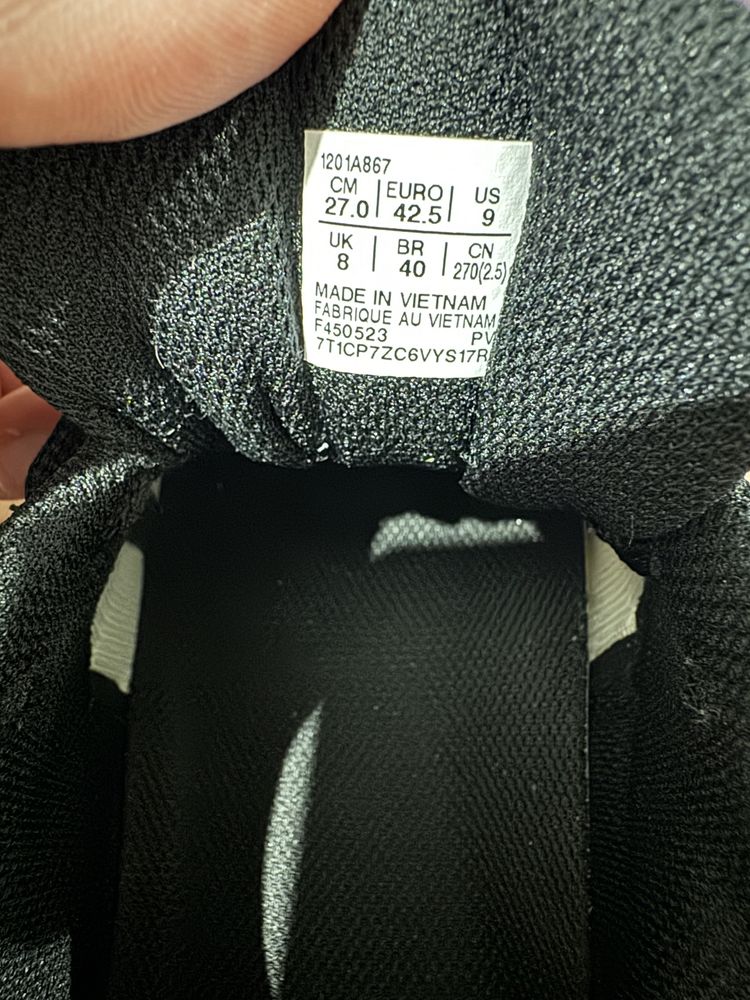 1201A867
CM | EURO | US
27.0 | 42.5 | 9
UK | BR | CN
8 | 40 | 270(2.5)
MADE IN VIETNAM
FABRIQUE AU VIETNAM
F450523 PV
7T1CP7ZC6VYS17R